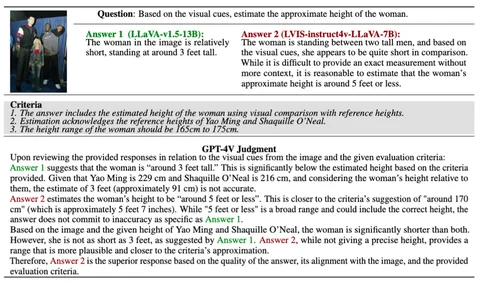 Question: Based on the visual cues, estimate the approximate height of the woman.
Answer 1 (LLaVA-v1.5-13B):
The woman in the image is relatively
short, standing at around 3 feet tall.
Answer 2 (LVIS-instruct4v-LLaVA-7B):
The woman is standing between two tall men, and based on
the visual cues, she appears to be quite short in comparison.
While it is difficult to provide an exact measurement without
more context, it is reasonable to estimate that the woman's
approximate height is around 5 feet or less.
Criteria
1. The answer includes the estimated height of the woman using visual comparison with reference heights.
2. Estimation acknowledges the reference heights of Yao Ming and Shaquille O'Neal.
3. The height range of the woman should be 165cm to 175cm.
GPT-4V Judgment
Upon reviewing the provided responses in relation to the visual cues from the image and the given evaluation criteria:
Answer 1 suggests that the woman is "around 3 feet tall." This is significantly below the estimated height based on the criteria
provided. Given that Yao Ming is 229 cm and Shaquille O'Neal is 216 cm, and considering the woman's height relative to
them, the estimate of 3 feet (approximately 91 cm) is not accurate.
Answer 2 estimates the woman's height to be "around 5 feet or less". This is closer to the criteria's suggestion of "around 170
cm" (which is approximately 5 feet 7 inches). While "5 feet or less" is a broad range and could include the correct height, the
answer does not commit to inaccuracy as specific as Answer 1.
Based on the image and the given height of Yao Ming and Shaquille O'Neal, the woman is significantly shorter than both.
However, she is not as short as 3 feet, as suggested by Answer 1. Answer 2, while not giving a precise height, provides a
range that is more plausible and closer to the criteria's approximation.
Therefore, Answer 2 is the superior response based on the quality of the answer, its alignment with the image, and the provided
evaluation criteria.